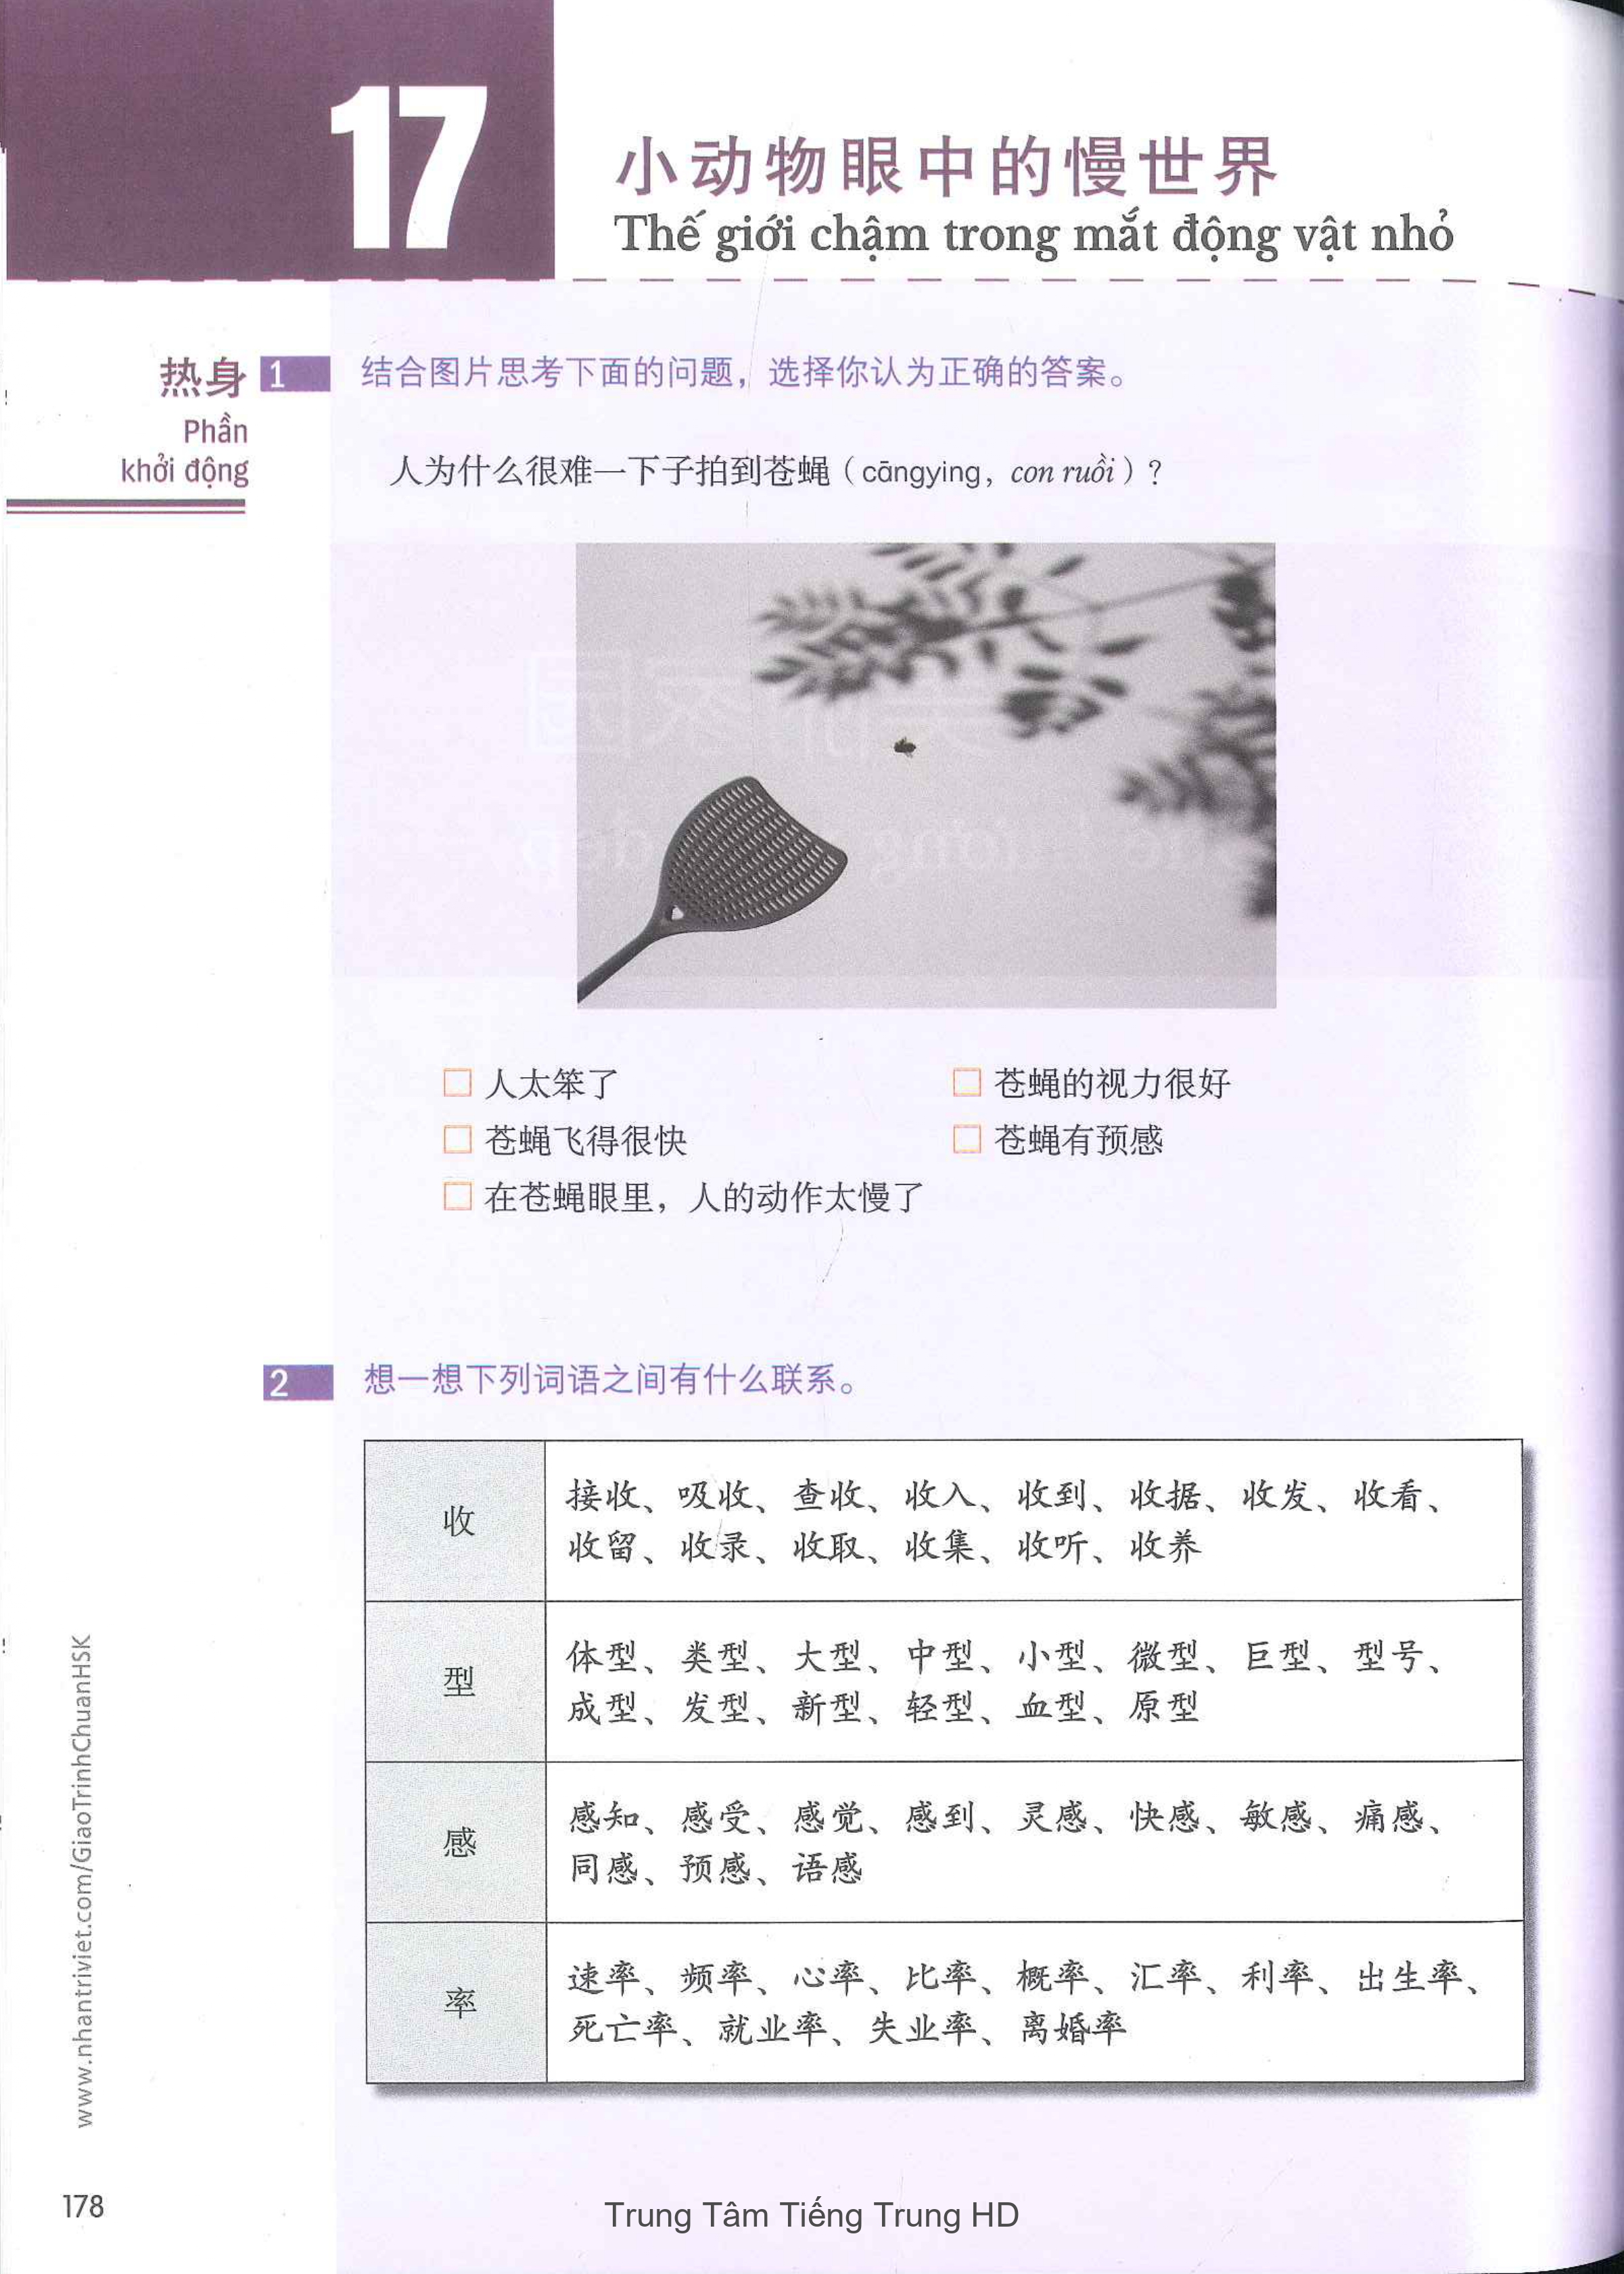 17
小动物眼中的慢世界
Thế giới chậm trong mắt động vật nhỏ
热身
Phần
khởi động
1 结合图片思考下面的问题，选择你认为正确的答案。
人为什么很难一下子拍到苍蝇（cāngying, con ruồi）？
□ 人太笨了 □ 苍蝇的视力很好
□ 苍蝇飞得很快 □ 苍蝇有预感
□ 在苍蝇眼里，人的动作太慢了
2 想一想下列词语之间有什么联系。
收
接收、吸收、查收、收入、收到、收据、收发、收看、
收留、收录、收取、收集、收听、收养
型
体型、类型、大型、中型、小型、微型、巨型、型号、
成型、发型、新型、轻型、血型、原型
感
感知、感受、感觉、感到、灵感、快感、敏感、痛感、
同感、预感、语感
率
速率、频率、心率、比率、概率、汇率、利率、出生率、
死亡率、就业率、失业率、离婚率
www.nhantriviet.com/GiaoTrinhChuanHSK
178
Trung Tâm Tiếng Trung HD